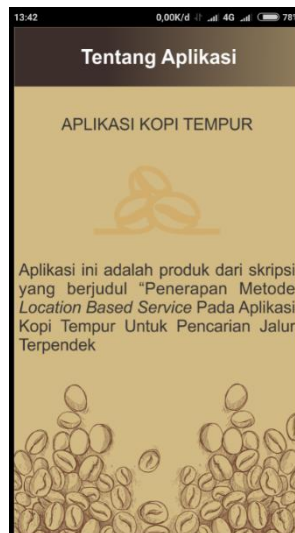 13:42 0,00K/d 4G 78%
Tentang Aplikasi
APLIKASI KOPI TEMPUR
Aplikasi ini adalah produk dari skripsi
yang berjudul “Penerapan Metode
Location Based Service Pada Aplikasi
Kopi Tempur Untuk Pencarian Jalur
Terpendek